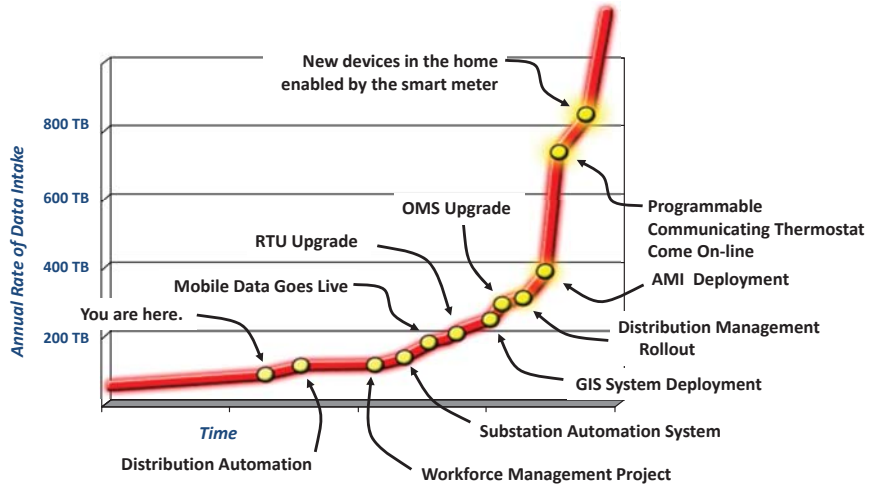 New devices in the home
enabled by the smart meter
800 TB
600 TB
400 TB
200 TB
Annual Rate of Data Intake
OMS Upgrade
RTU Upgrade
Mobile Data Goes Live
You are here.
Programmable
Communicating Thermostat
Come On-line
AMI Deployment
Distribution Management
Rollout
GIS System Deployment
Substation Automation System
Workforce Management Project
Distribution Automation
Time